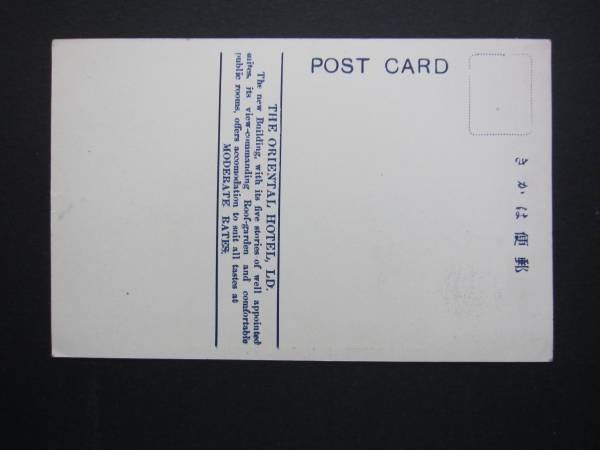 POST CARD
郵便はかき
THE ORIENTAL HOTEL, LD.
The new Building, with its five stories of well appointed
suites, its view-commanding Roof-garden and comfortable
public rooms, offers accomodation to suit all tastes at
MODERATE RATES.